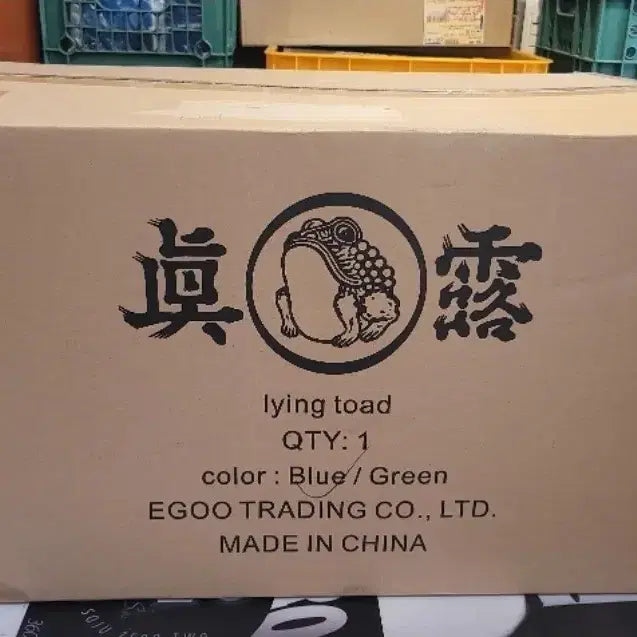 眞露
lying toad
QTY: 1
color : Blue / Green
EGOO TRADING CO., LTD.
MADE IN CHINA